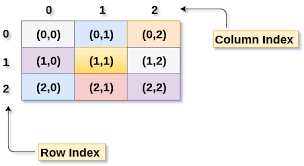 0 1 2
0 (0,0) (0,1) (0,2)
Column Index
1 (1,0) (1,1) (1,2)
2 (2,0) (2,1) (2,2)
Row Index